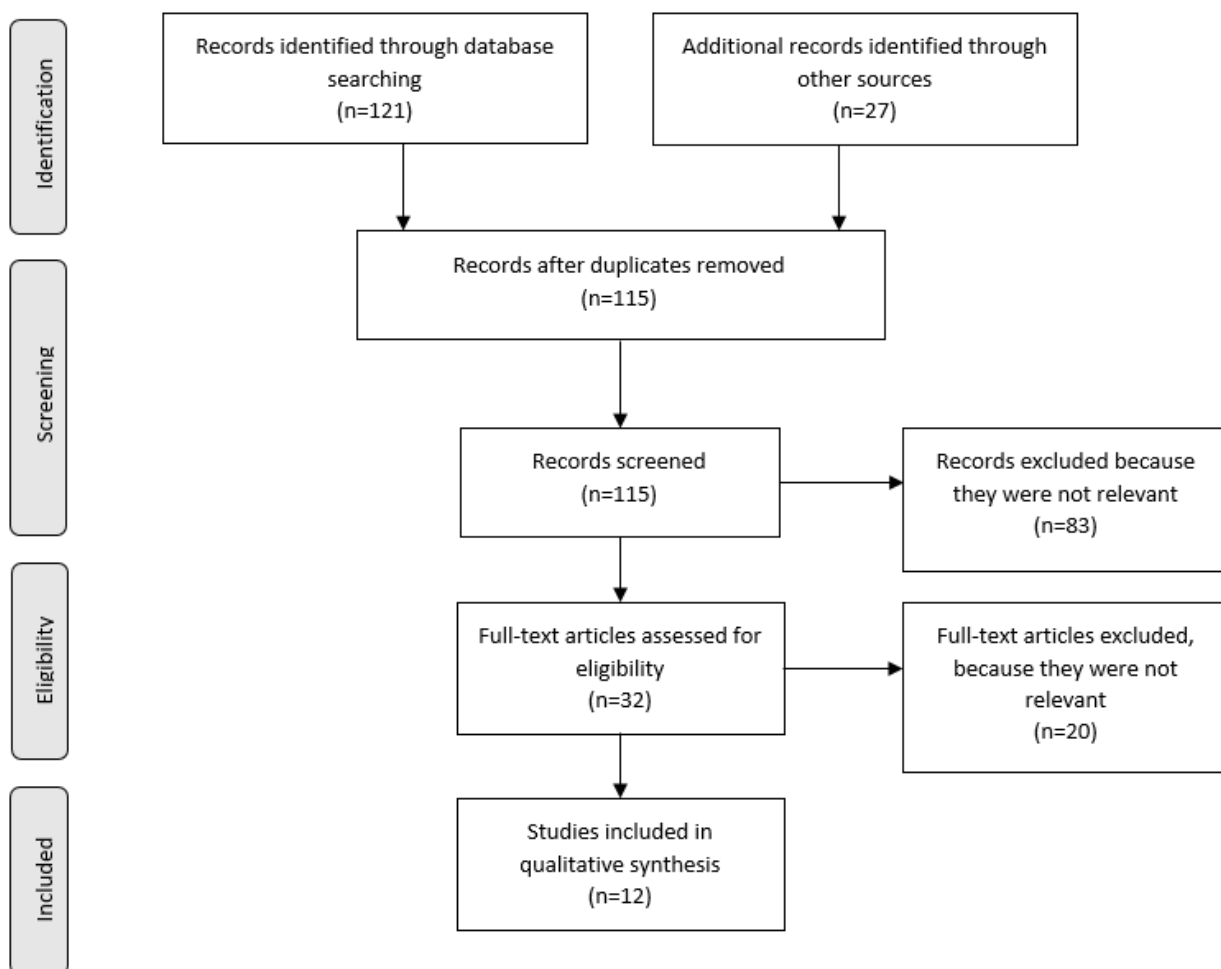 Identification
Records identified through database
searching
(n=121)
Additional records identified through
other sources
(n=27)
Screening
Records after duplicates removed
(n=115)
Records screened
(n=115)
Records excluded because
they were not relevant
(n=83)
Eligibility
Full-text articles assessed for
eligibility
(n=32)
Full-text articles excluded,
because they were not
relevant
(n=20)
Included
Studies included in
qualitative synthesis
(n=12)